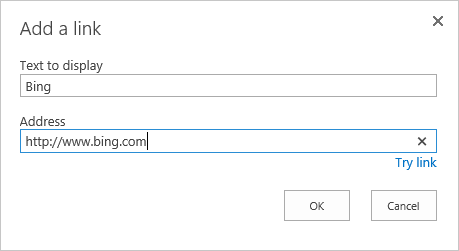 Add a link
Text to display
Bing
Address
http://www.bing.com
Try link
OK Cancel